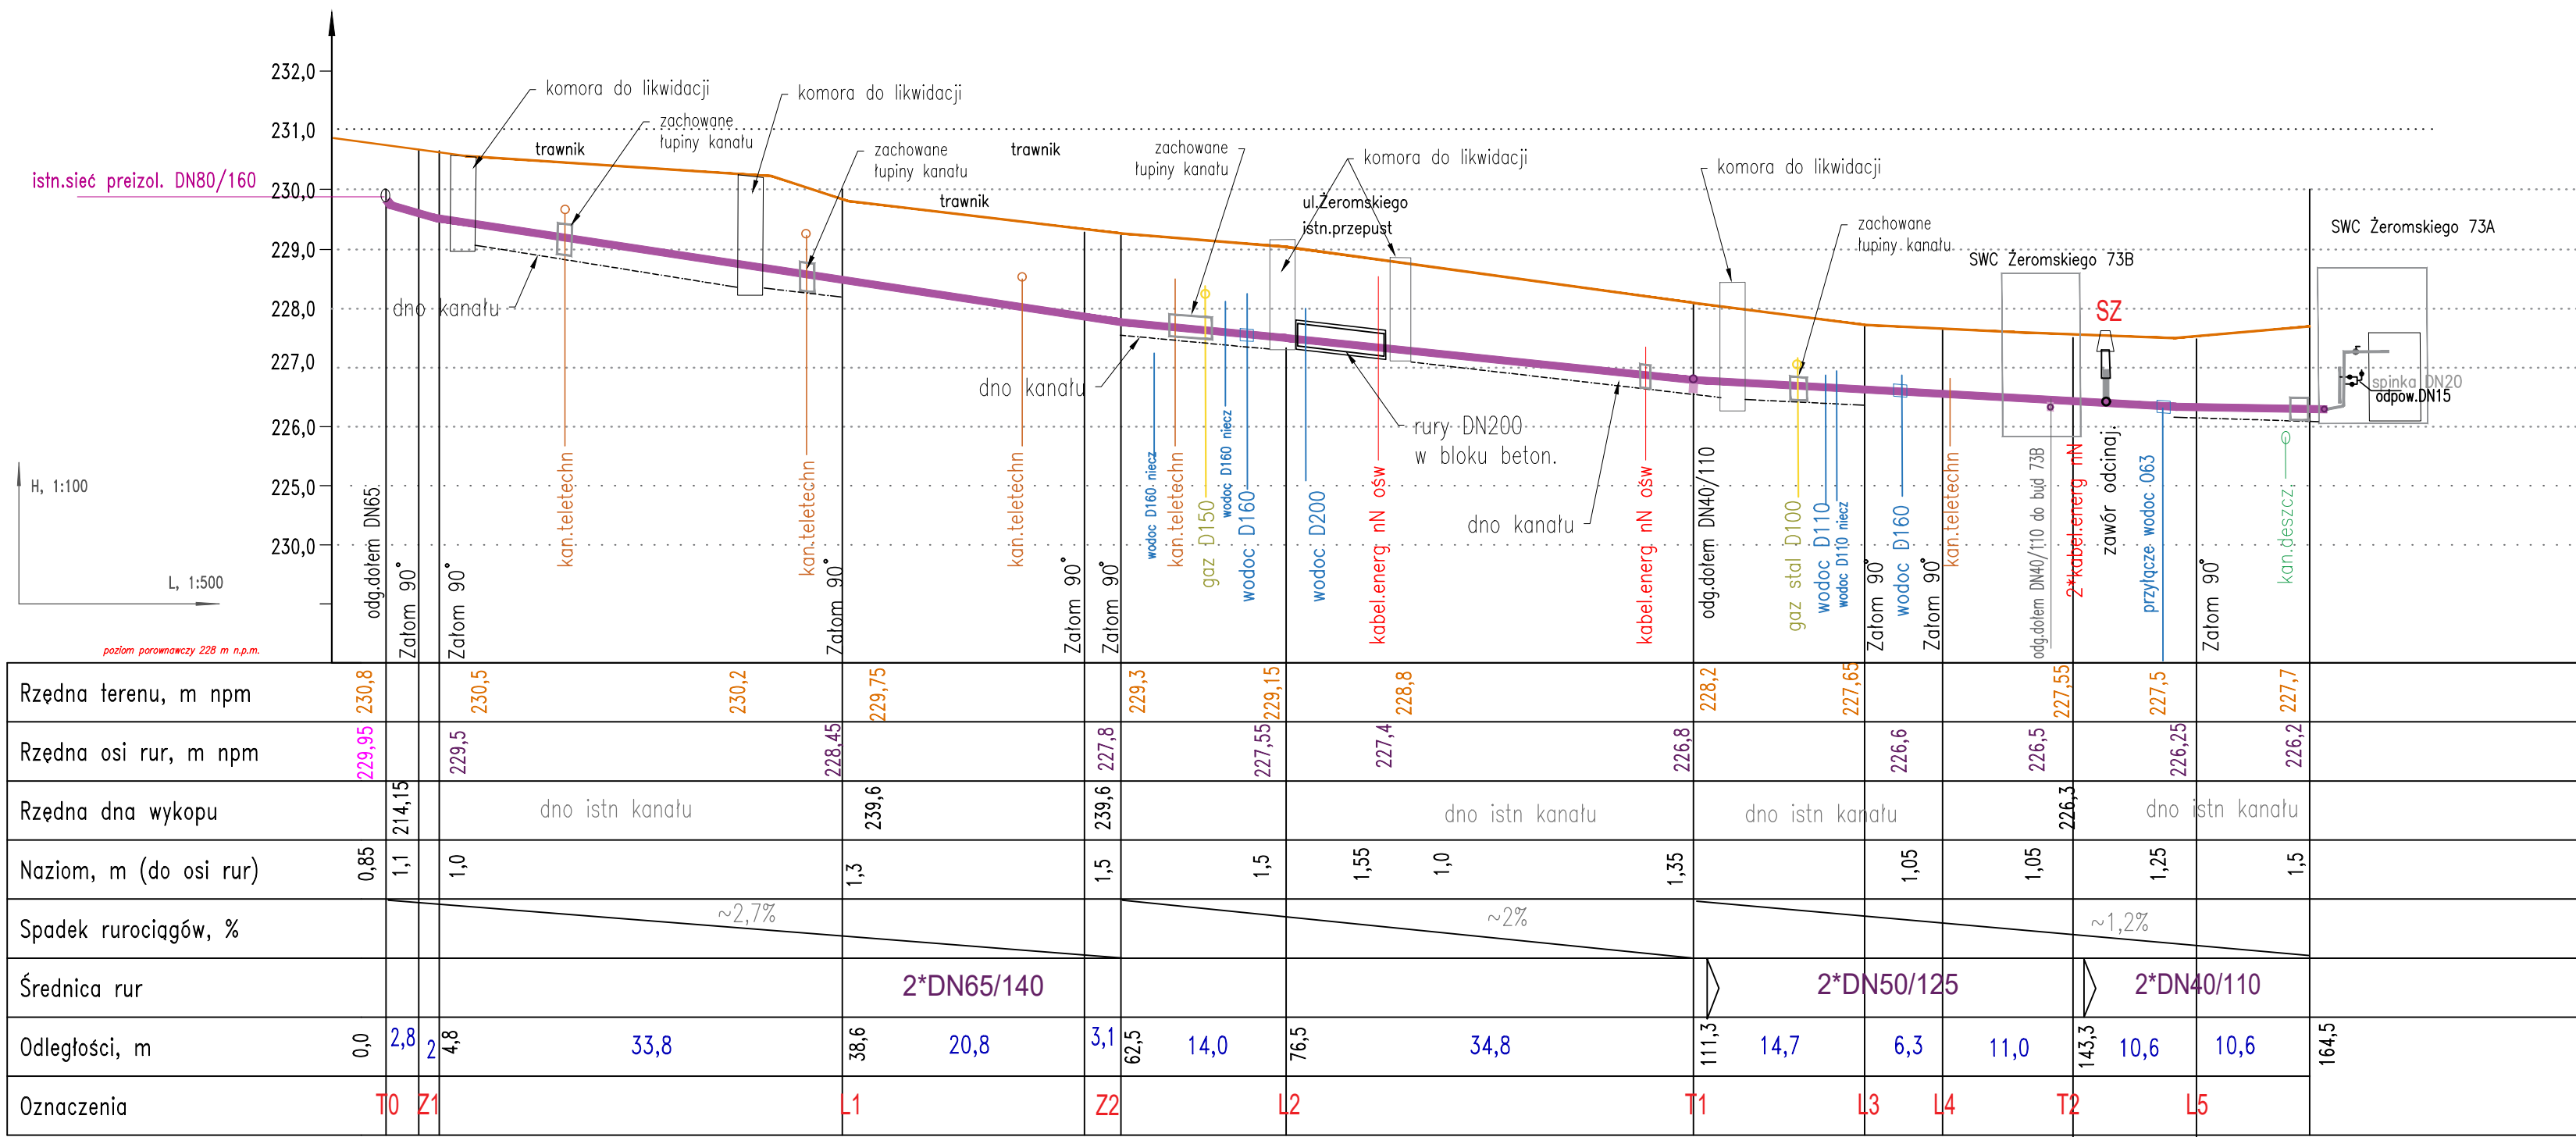 232,0
231,0
230,0
229,0
228,0
227,0
226,0
225,0
230,0
istn.sieć preizol. DN80/160
H, 1:100
L, 1:500
poziom porownawczy 228 m n.p.m.
komora do likwidacji
zachowane
łupiny kanału
trawnik
komora do likwidacji
zachowane
łupiny kanału
trawnik
trawnik
zachowane
łupiny kanału
ul.Żeromskiego
istn.przepust
komora do likwidacji
komora do likwidacji
zachowane
łupiny kanału
SWC Żeromskiego 73B
SWC Żeromskiego 73A
SZ
spinka DN20
odpow.DN15
dno kanału
dno kanału
rury DN200
w bloku beton.
dno kanału
odg.dołem DN65
Załom 90°
Załom 90°
kan.teletechn
kan.teletechn
Załom 90°
kan.teletechn
Załom 90°
Załom 90°
wodoc D160 niecz
kan.teletechn
gaz D150
wodoc D160 niecz
wodoc D160
wodoc D200
kabel.energ nN ośw
kabel.energ nN ośw
odg.dołem DN40/110
gaz stal D100
wodoc D110
wodoc D110 niecz
Załom 90°
wodoc D160
Załom 90°
kan.teletechn
odg.dołem DN40/110 do bud 73B
2*kabel.energ nN
zawór odcinaj.
przyłącze wodoc O63
Załom 90°
kan.deszcz
Rzędna terenu, m npm
230,8
230,5
230,2
229,75
229,3
229,15
228,8
228,2
227,65
227,55
227,5
227,7
Rzędna osi rur, m npm
229,95
229,5
228,45
227,8
227,55
227,4
226,8
226,6
226,5
226,25
226,2
Rzędna dna wykopu
214,15
dno istn kanału
239,6
239,6
dno istn kanału
dno istn kanału
226,3
dno istn kanału
Naziom, m (do osi rur)
0,85
1,1
1,0
1,3
1,5
1,5
1,55
1,0
1,35
1,05
1,05
1,25
1,5
Spadek rurociągów, %
~2,7%
~2%
~1,2%
Średnica rur
2*DN65/140
2*DN50/125
2*DN40/110
Odległości, m
0,0
2,8
2
4,8
33,8
38,6
20,8
3,1
62,5
14,0
76,5
34,8
111,3
14,7
6,3
11,0
143,3
10,6
10,6
164,5
Oznaczenia
T0
Z1
L1
Z2
L2
T1
L3
L4
T2
L5